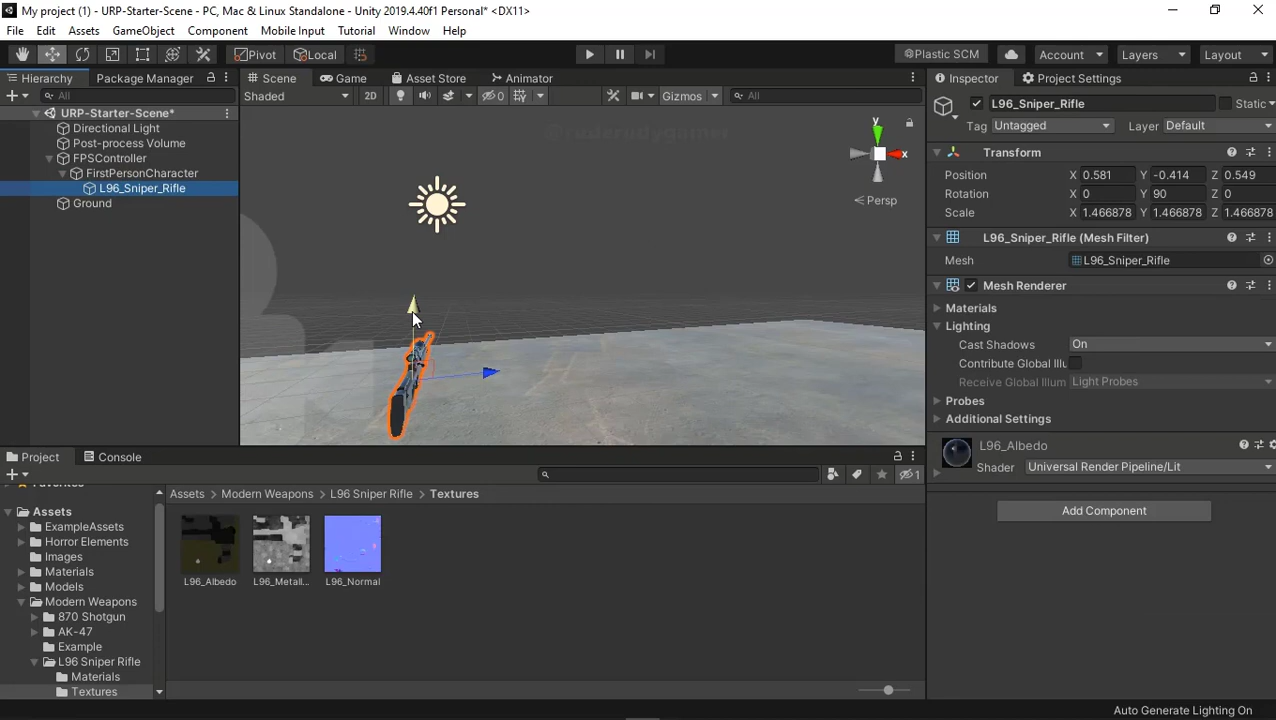 My project (1) - URP-Starter-Scene - PC, Mac & Linux Standalone - Unity 2019.4.40f1 Personal* <DX11>
File Edit Assets GameObject Component Mobile Input Tutorial Window Help
Pivot Local Plastic SCM Account Layers Layout
Hierarchy Package Manager Scene Game Asset Store Animator Inspector Project Settings
All Shaded 2D 0 Gizmos All L96_Sniper_Rifle Static
URP-Starter-Scene*
Tag Untagged Layer Default
Directional Light
Post-process Volume
FPSController
FirstPersonCharacter
L96_Sniper_Rifle
Ground
y
x
Persp
Transform
Position X 0.581 Y -0.414 Z 0.549
Rotation X 0 Y 90 Z 0
Scale X 1.466878 Y 1.466878 Z 1.466878
L96_Sniper_Rifle (Mesh Filter)
Mesh L96_Sniper_Rifle
Mesh Renderer
Materials
Lighting
Cast Shadows On
Contribute Global Illu
Receive Global Illum Light Probes
Probes
Additional Settings
L96_Albedo
Shader Universal Render Pipeline/Lit
Add Component
Project Console
1
Assets
ExampleAssets
Horror Elements
Images
Materials
Models
Modern Weapons
870 Shotgun
AK-47
Example
L96 Sniper Rifle
Materials
Textures
Assets Modern Weapons L96 Sniper Rifle Textures
L96_Albedo L96_Metall... L96_Normal
Auto Generate Lighting On